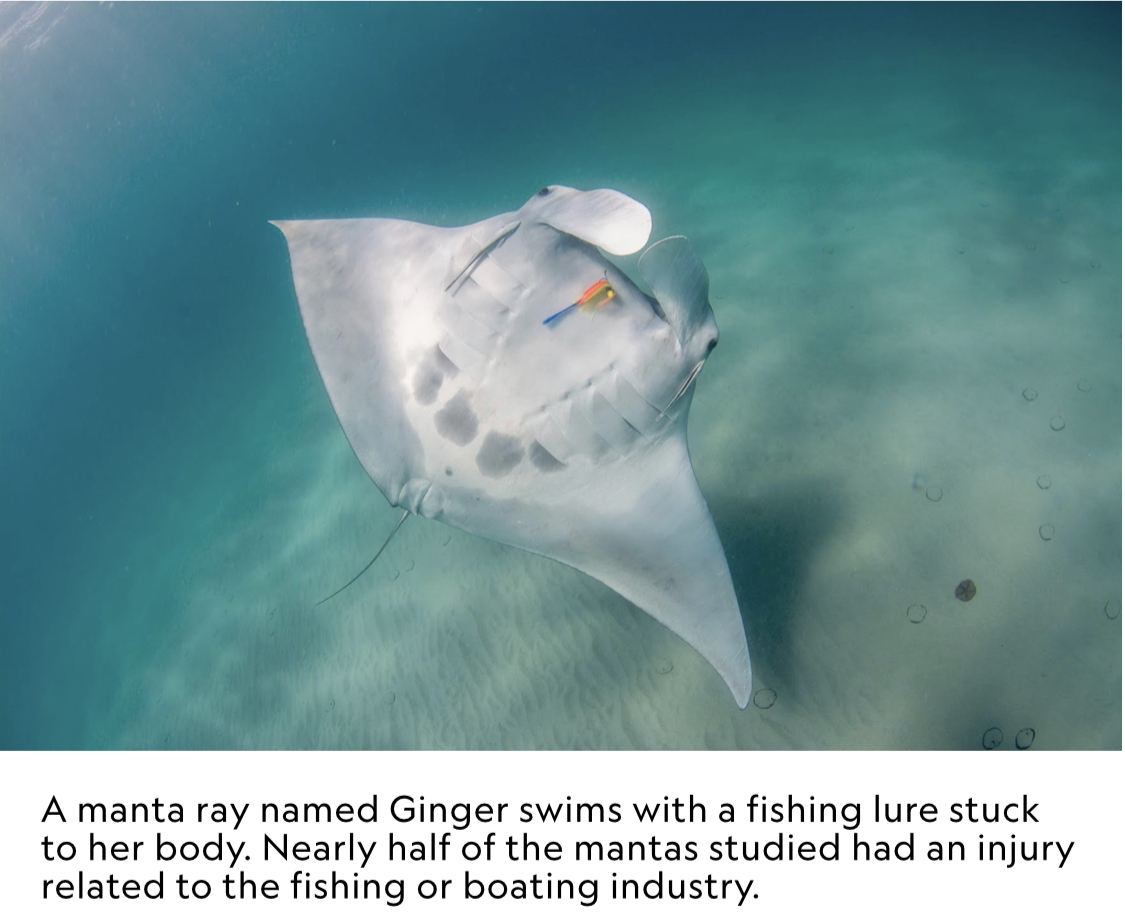 A manta ray named Ginger swims with a fishing lure stuck
to her body. Nearly half of the mantas studied had an injury
related to the fishing or boating industry.